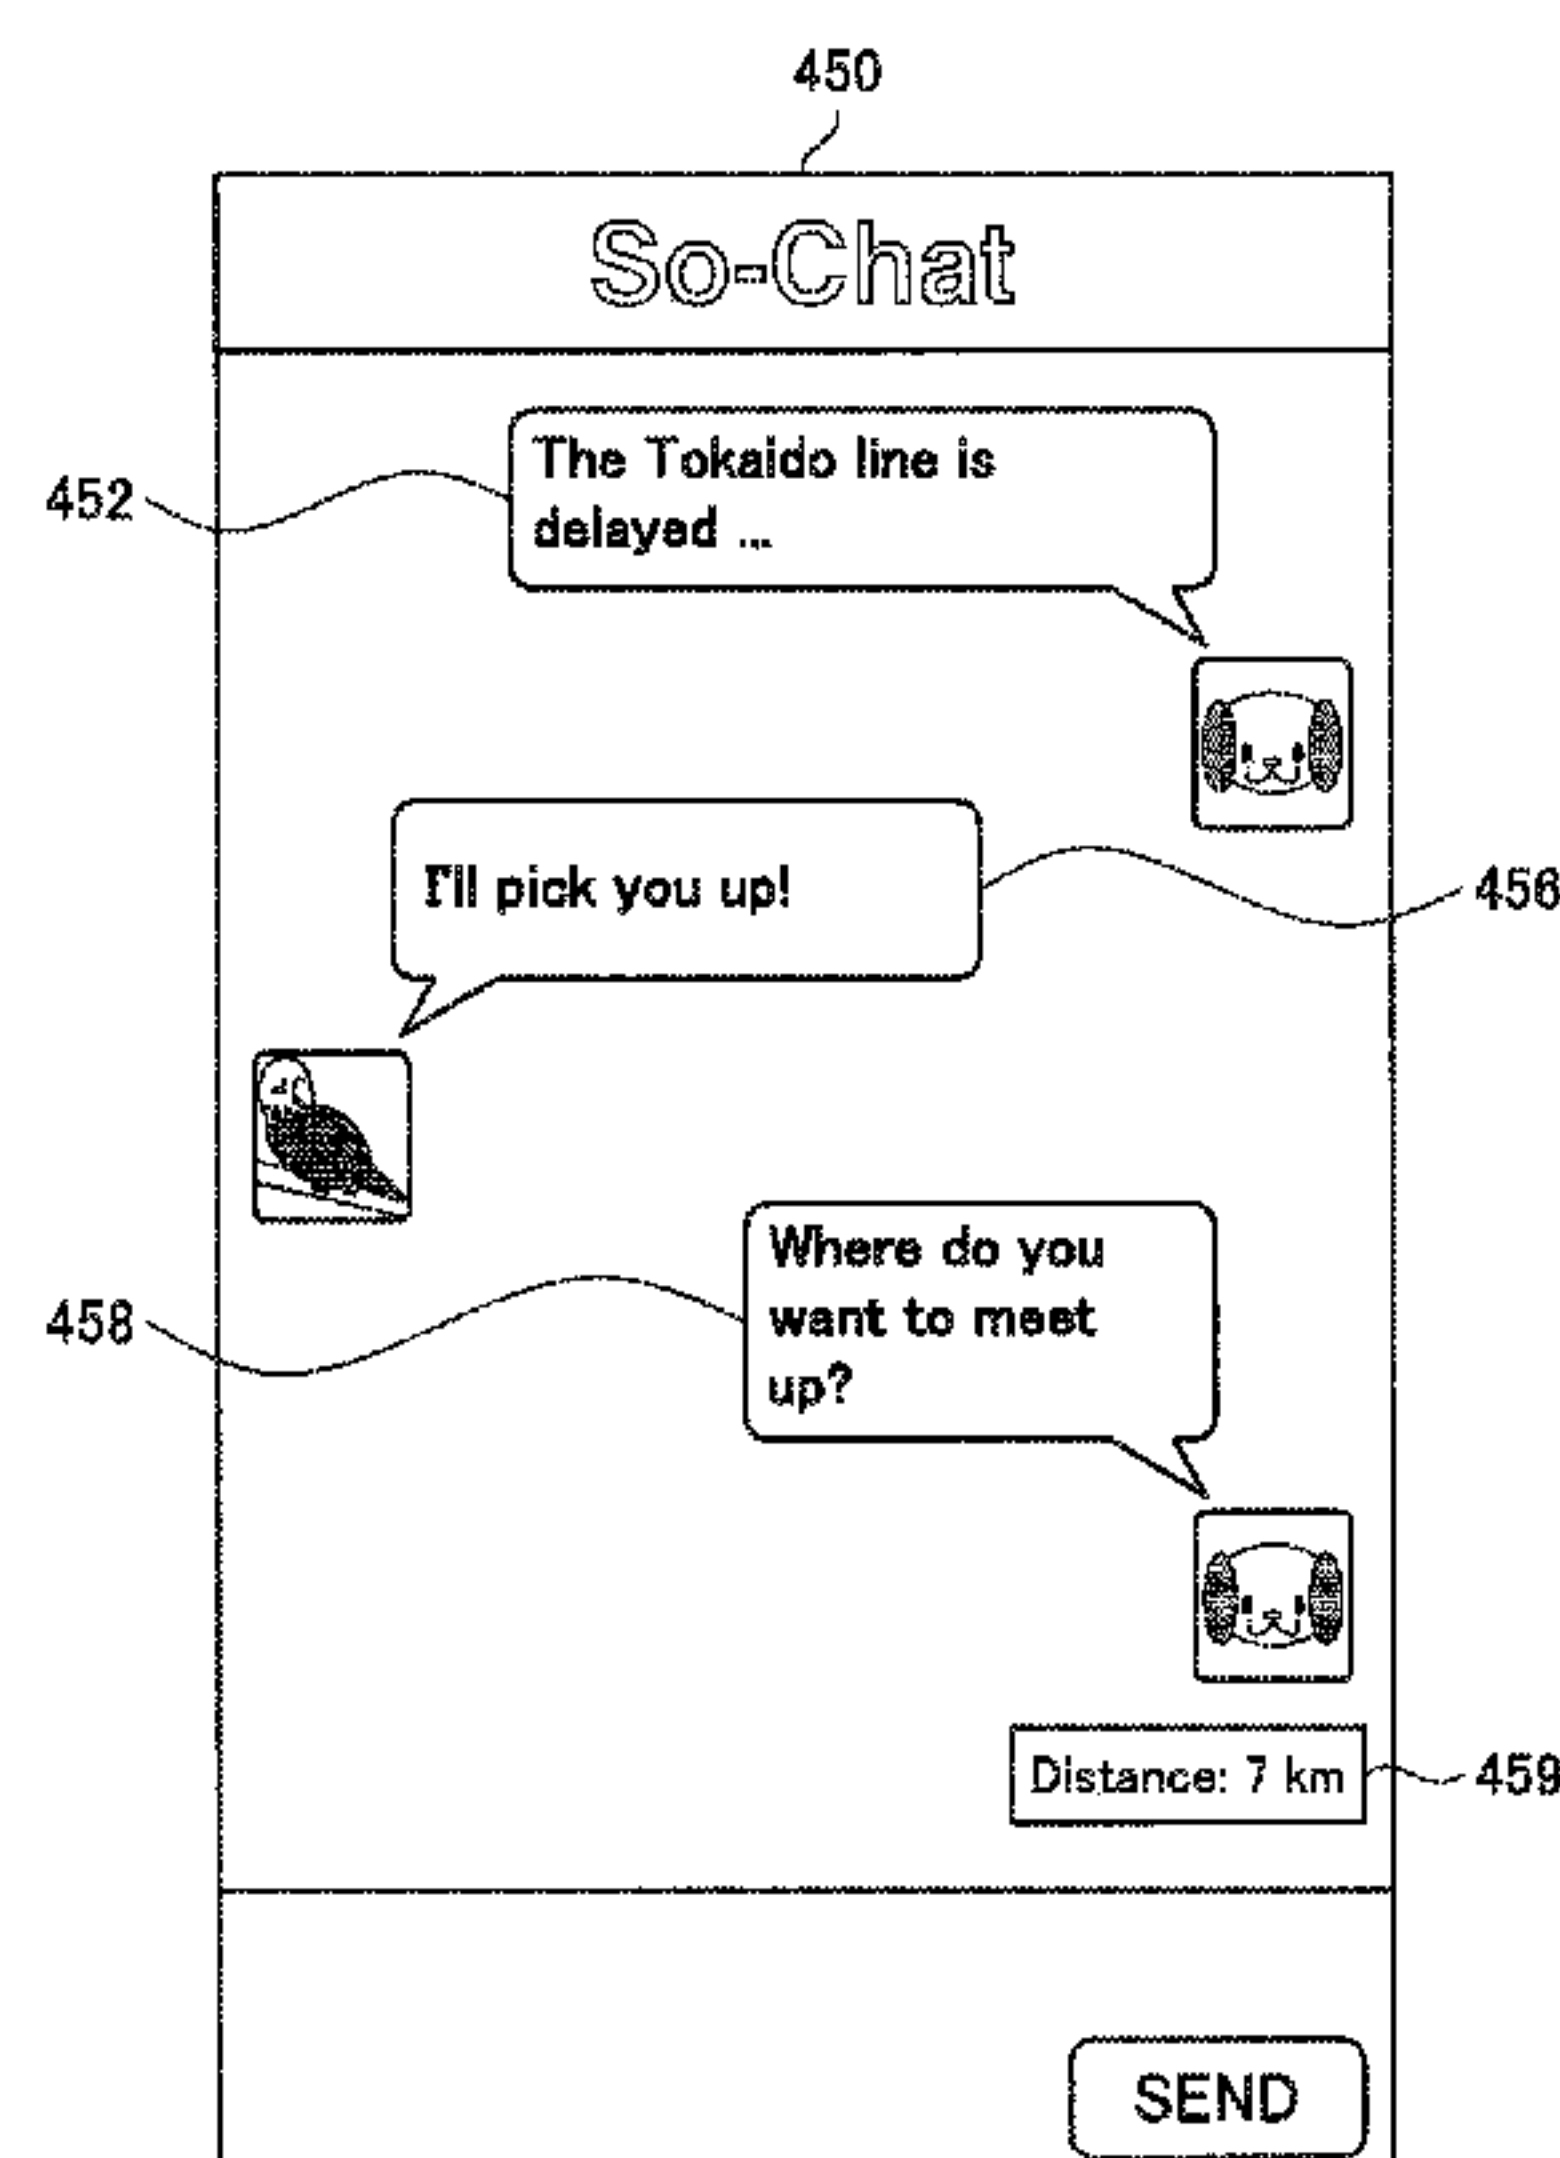 450
So-Chat
The Tokaido line is
delayed ...
452
I'll pick you up!
456
Where do you
want to meet
up?
458
Distance: 7 km
459
SEND